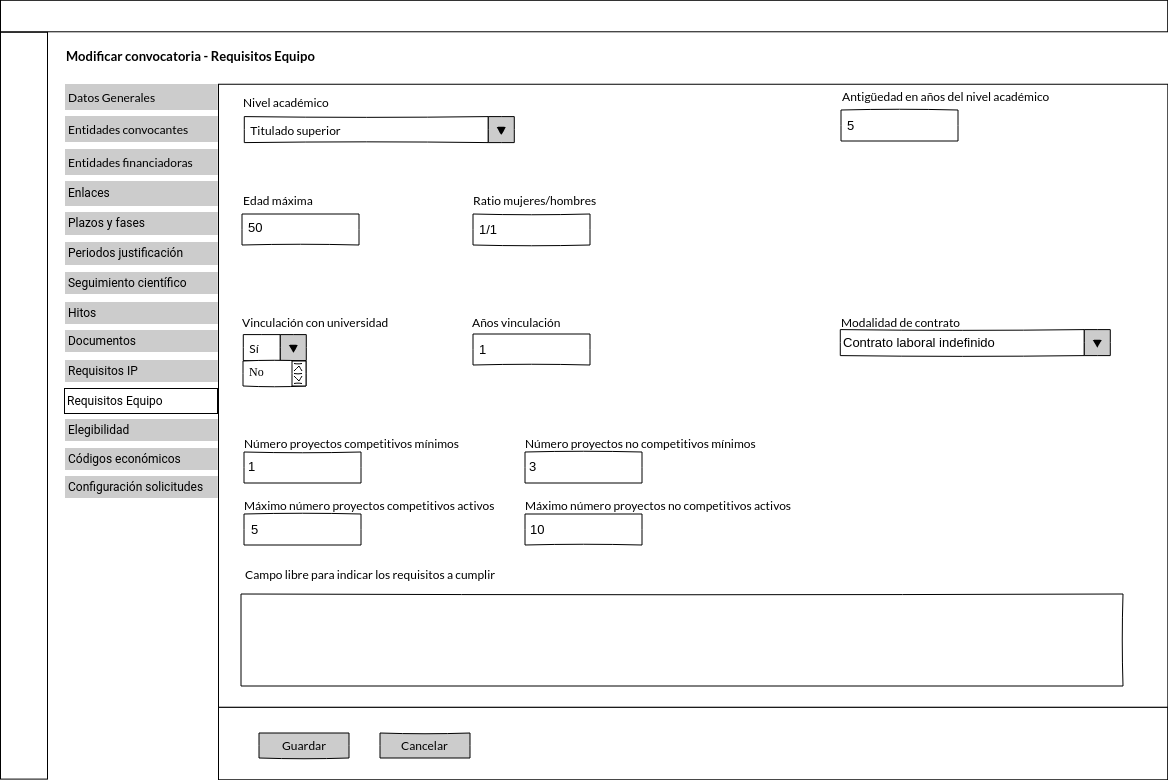 Modificar convocatoria - Requisitos Equipo
Datos Generales
Entidades convocantes
Entidades financiadoras
Enlaces
Plazos y fases
Periodos justificación
Seguimiento científico
Hitos
Documentos
Requisitos IP
Requisitos Equipo
Elegibilidad
Códigos económicos
Configuración solicitudes
Nivel académico
Antigüedad en años del nivel académico
Titulado superior
5
Edad máxima
Ratio mujeres/hombres
50
1/1
Vinculación con universidad
Años vinculación
Modalidad de contrato
Sí
1
Contrato laboral indefinido
No
Número proyectos competitivos mínimos
Número proyectos no competitivos mínimos
1
3
Máximo número proyectos competitivos activos
Máximo número proyectos no competitivos activos
5
10
Campo libre para indicar los requisitos a cumplir
Guardar
Cancelar